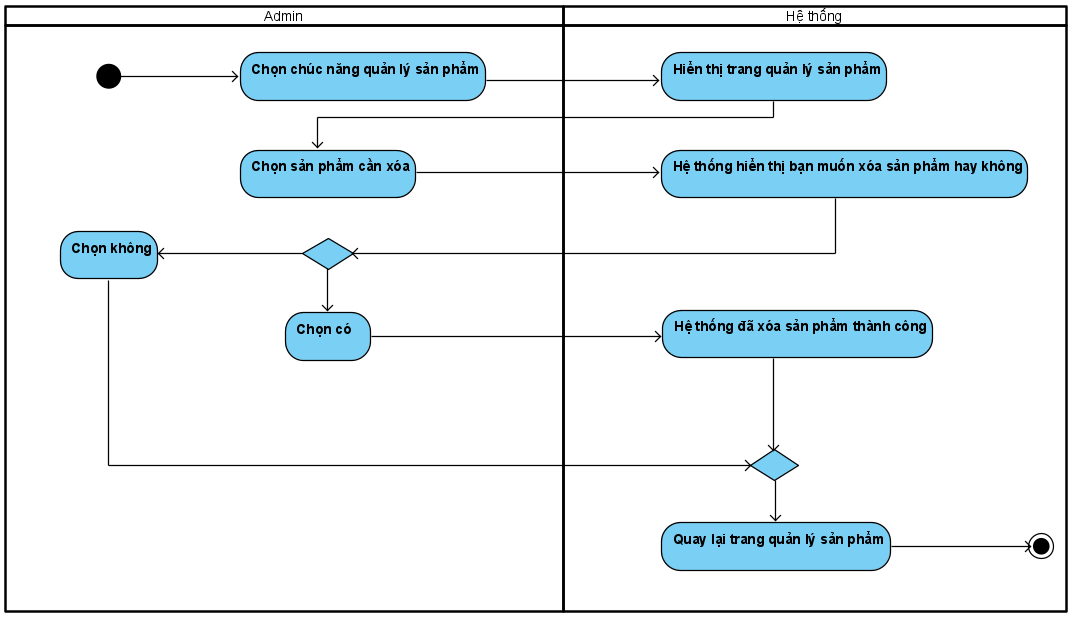 Admin
Hệ thống
Chọn chúc năng quản lý sản phẩm
Hiển thị trang quản lý sản phẩm
Chọn sản phẩm cần xóa
Hệ thống hiển thị bạn muốn xóa sản phẩm hay không
Chọn không
Chọn có
Hệ thống đã xóa sản phẩm thành công
Quay lại trang quản lý sản phẩm